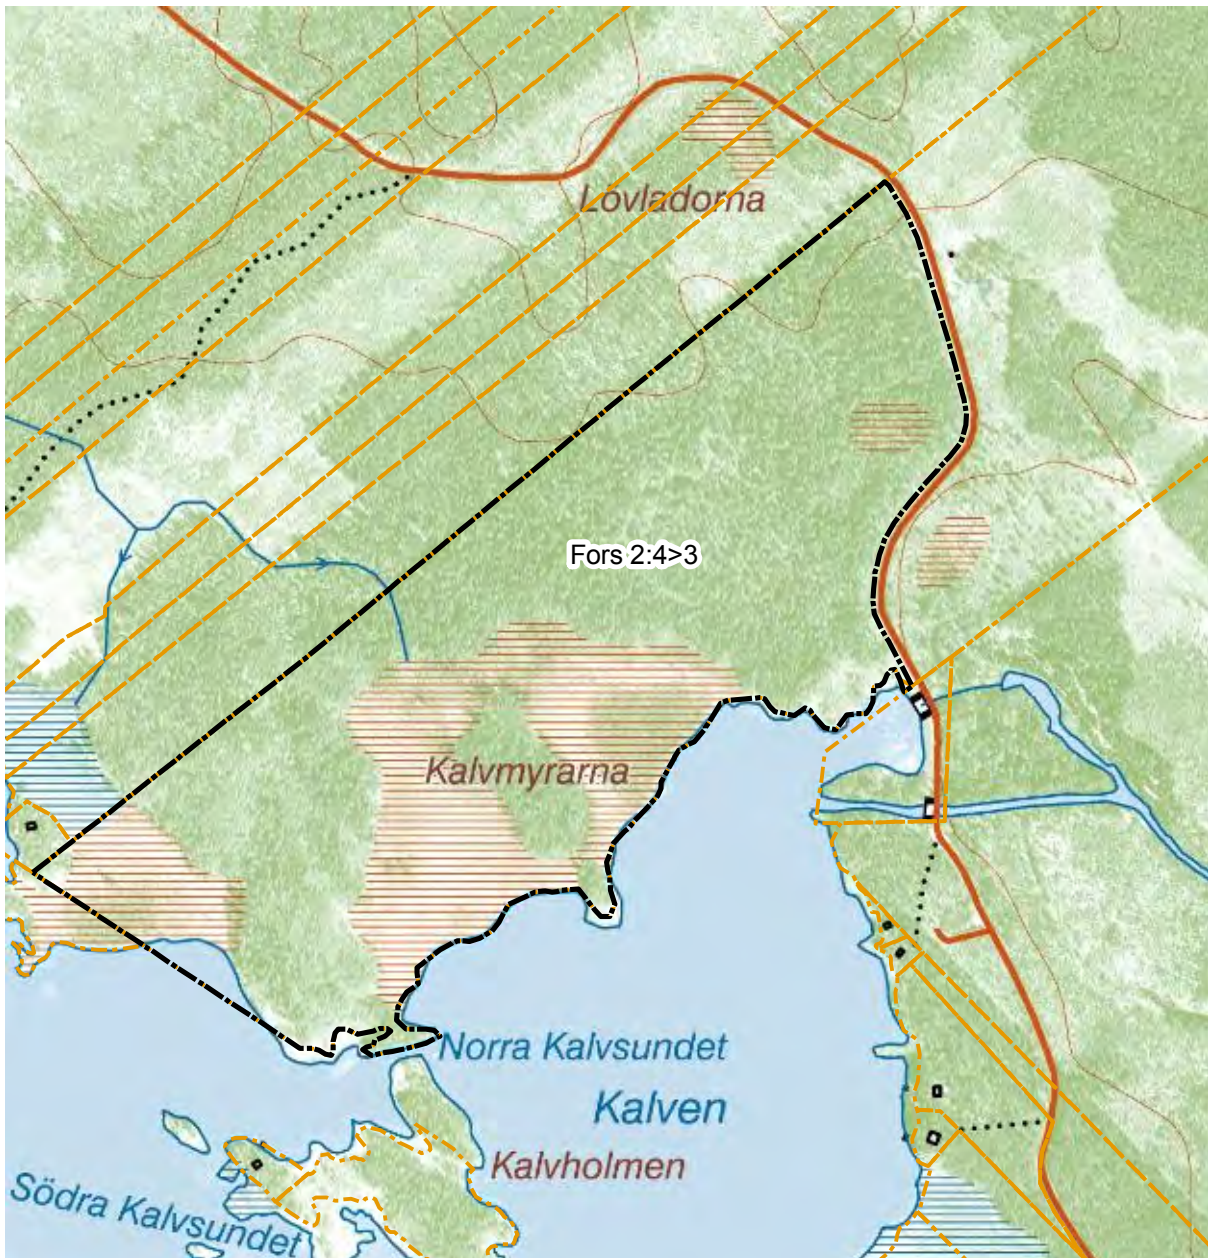 Lövladorna
Fors 2:4>3
Kalvmyrarna
Norra Kalvsundet
Kalven
Kalvholmen
Södra Kalvsundet